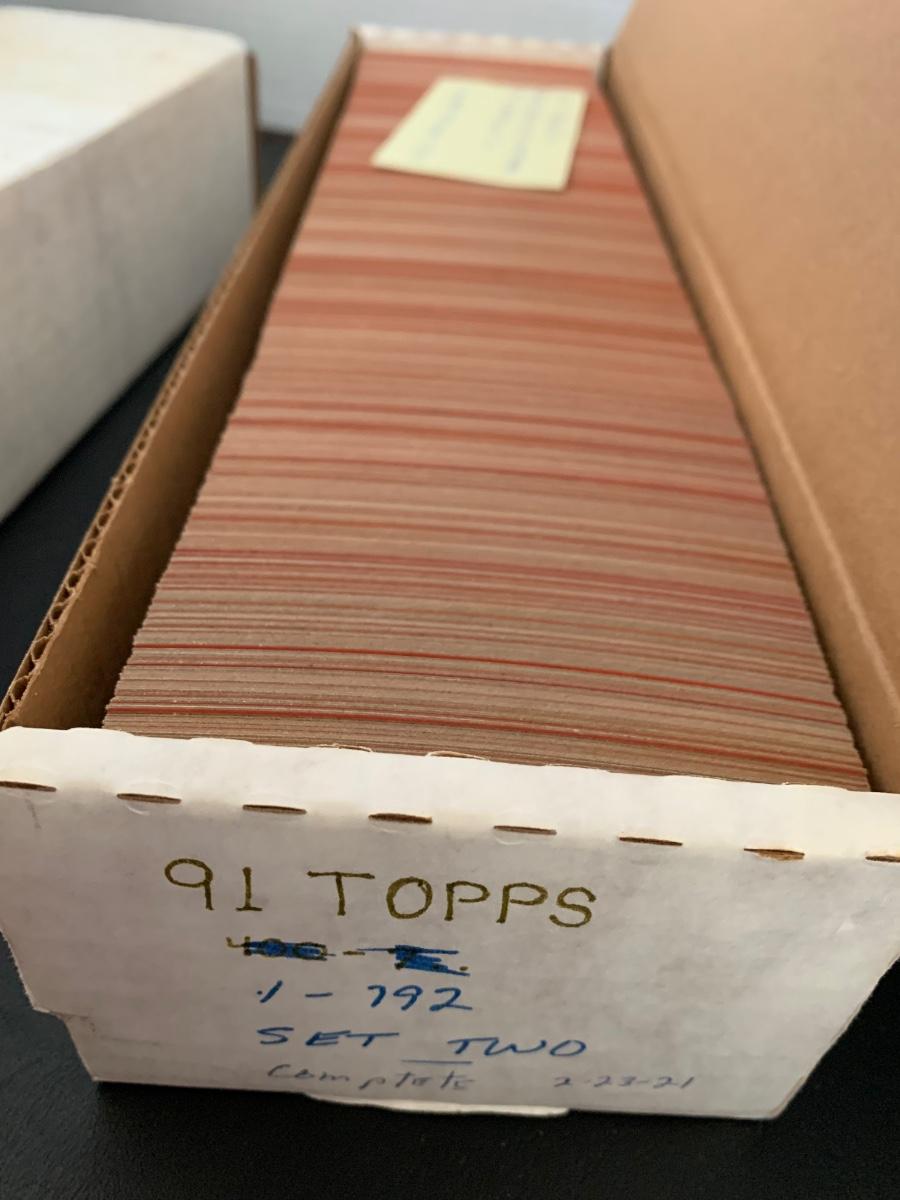 91 TOPPS
1 - 792
SET TWO
Complete 2-23-21